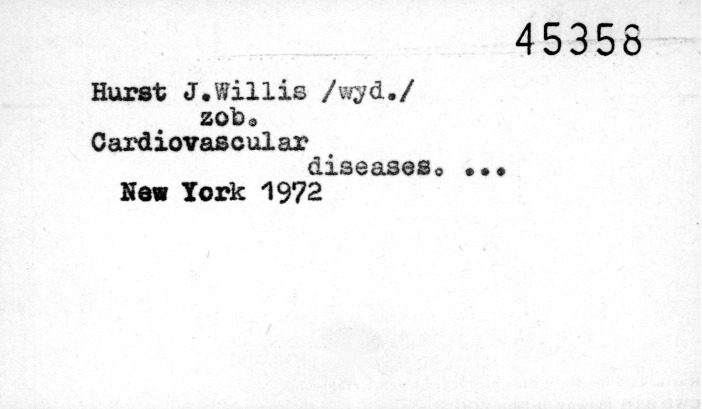 45358
Hurst J.Willis /wyd./
zob.
Cardiovascular
diseases. ...
New York 1972